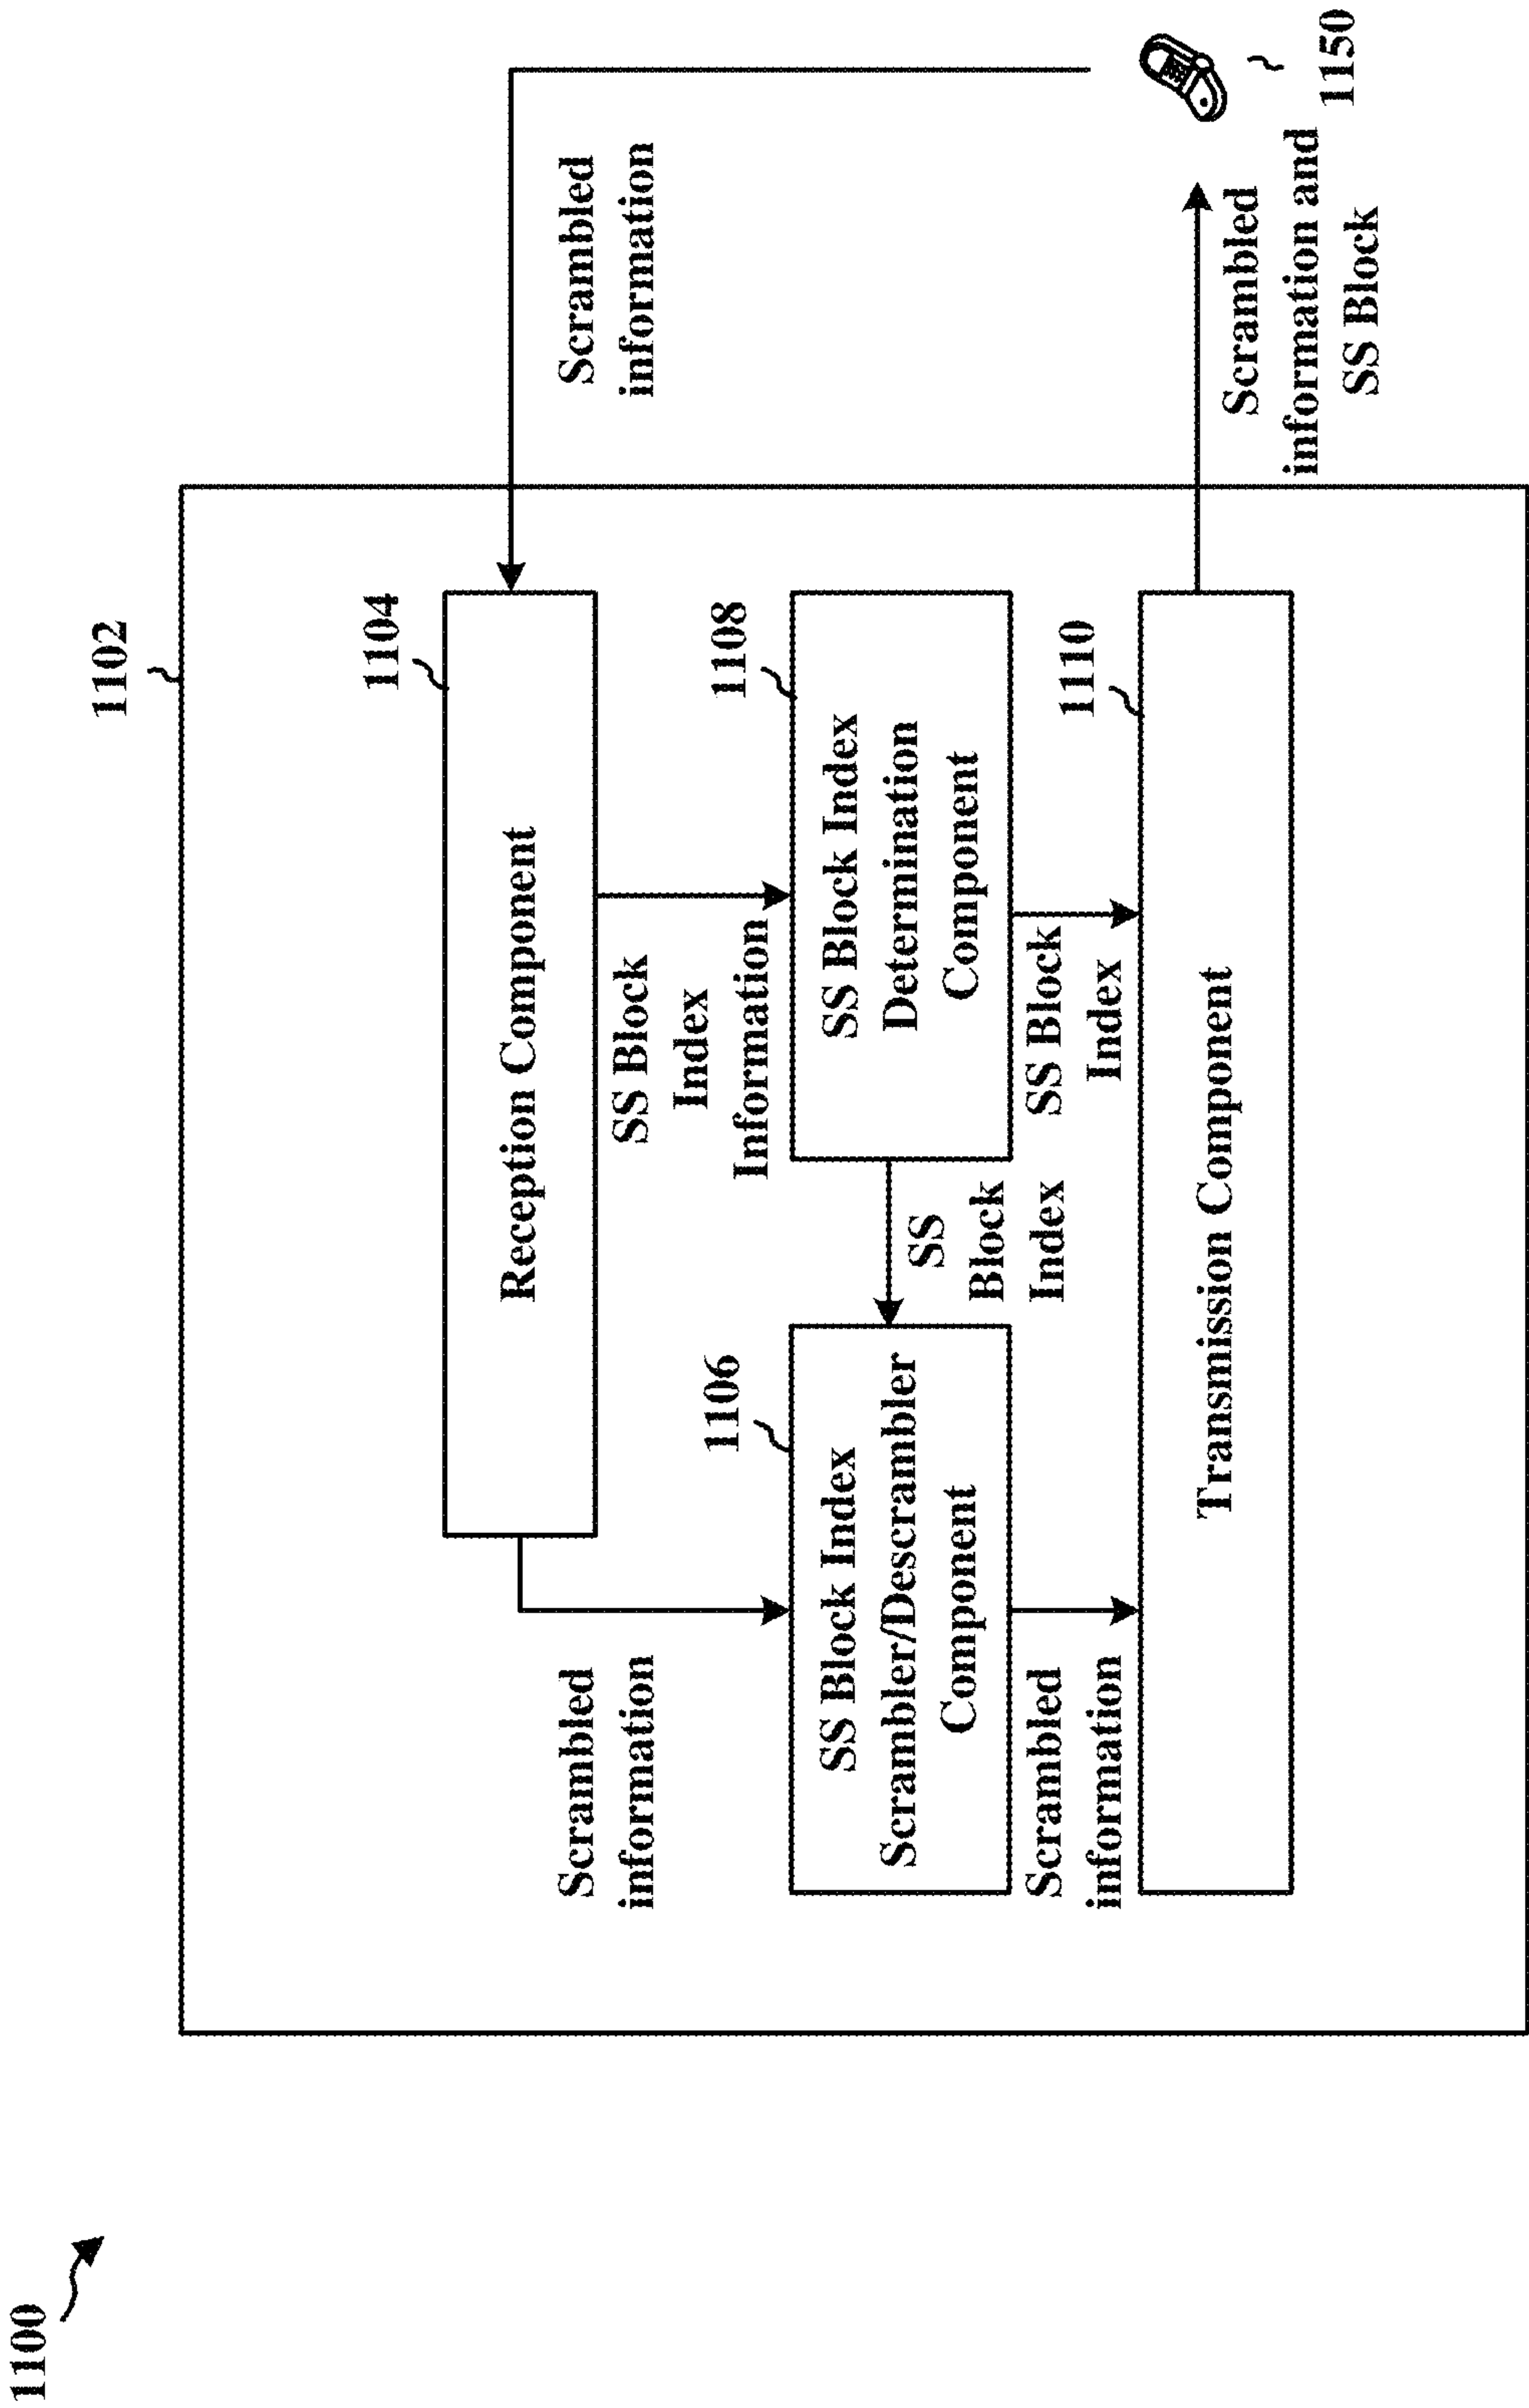 1100
1102
1104
Reception Component
Scrambled
information
Scrambled
information
SS Block
Index
Information
1106
SS Block Index
Scrambler/Descrambler
Component
SS
Block
Index
1108
SS Block Index
Determination
Component
Scrambled
information
SS Block
Index
1110
Transmission Component
Scrambled
information and
SS Block
1150